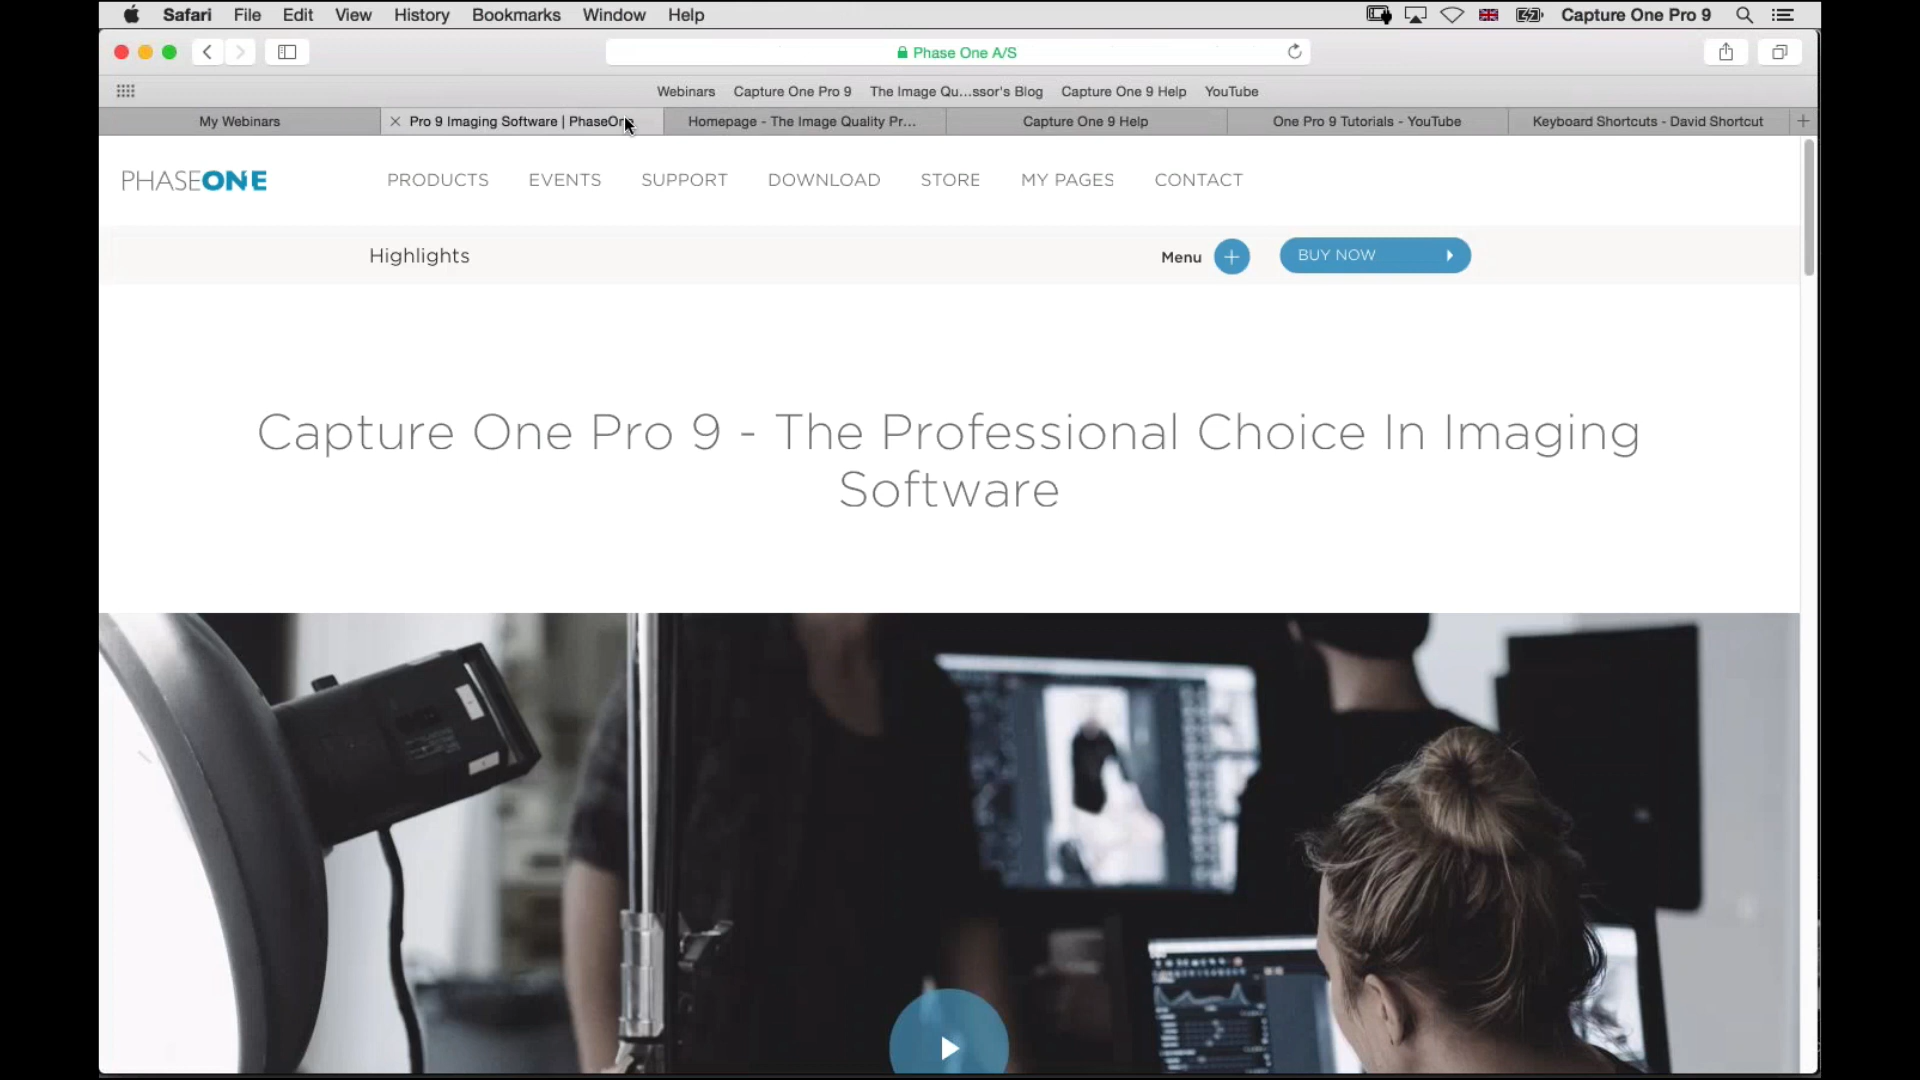 Safari File Edit View History Bookmarks Window Help Capture One Pro 9
Phase One A/S
Webinars Capture One Pro 9 The Image Qu...ssor's Blog Capture One 9 Help YouTube
My Webinars Pro 9 Imaging Software | PhaseOne Homepage - The Image Quality Pr... Capture One 9 Help One Pro 9 Tutorials - YouTube Keyboard Shortcuts - David Shortcut
PHASEONE PRODUCTS EVENTS SUPPORT DOWNLOAD STORE MY PAGES CONTACT
Highlights Menu BUY NOW
Capture One Pro 9 - The Professional Choice In Imaging
Software